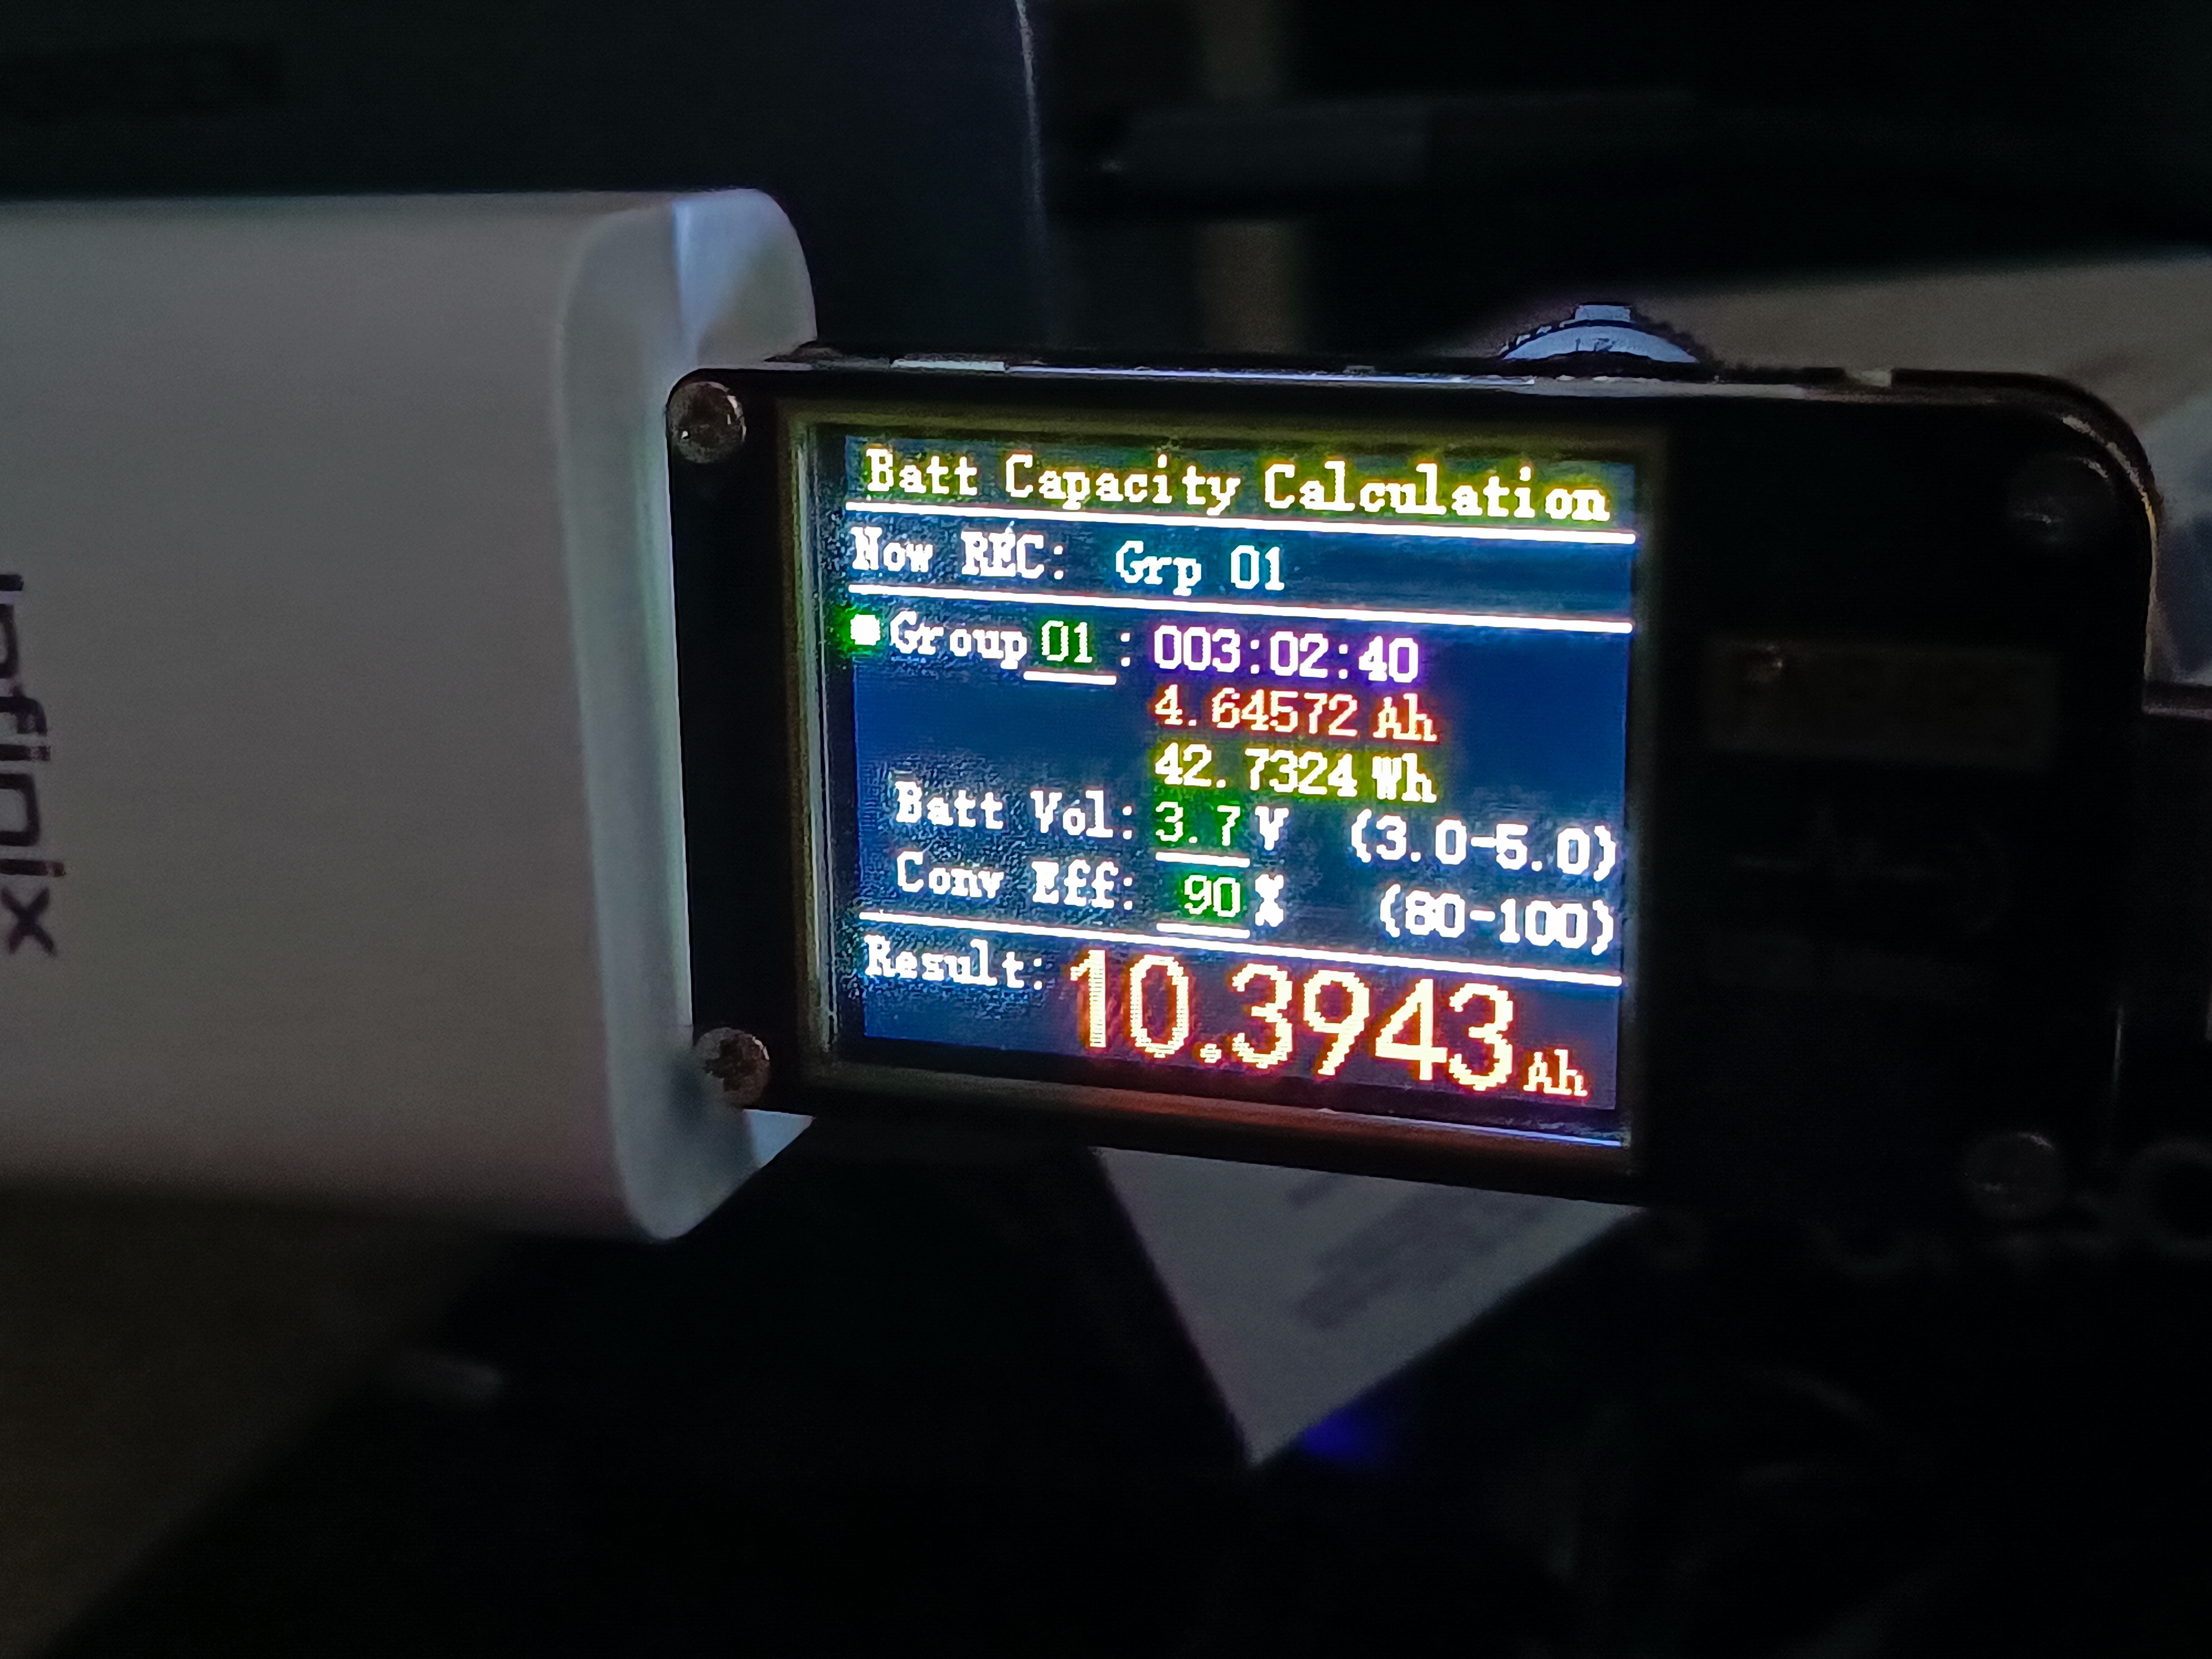 Infinix
Batt Capacity Calculation
Now REC: Grp 01
Group 01 : 003:02:40
4.64572 Ah
42.7324 Wh
Batt Vol: 3.7 V (3.0-5.0)
Conv Eff: 90 % (80-100)
Result: 10.3943 Ah